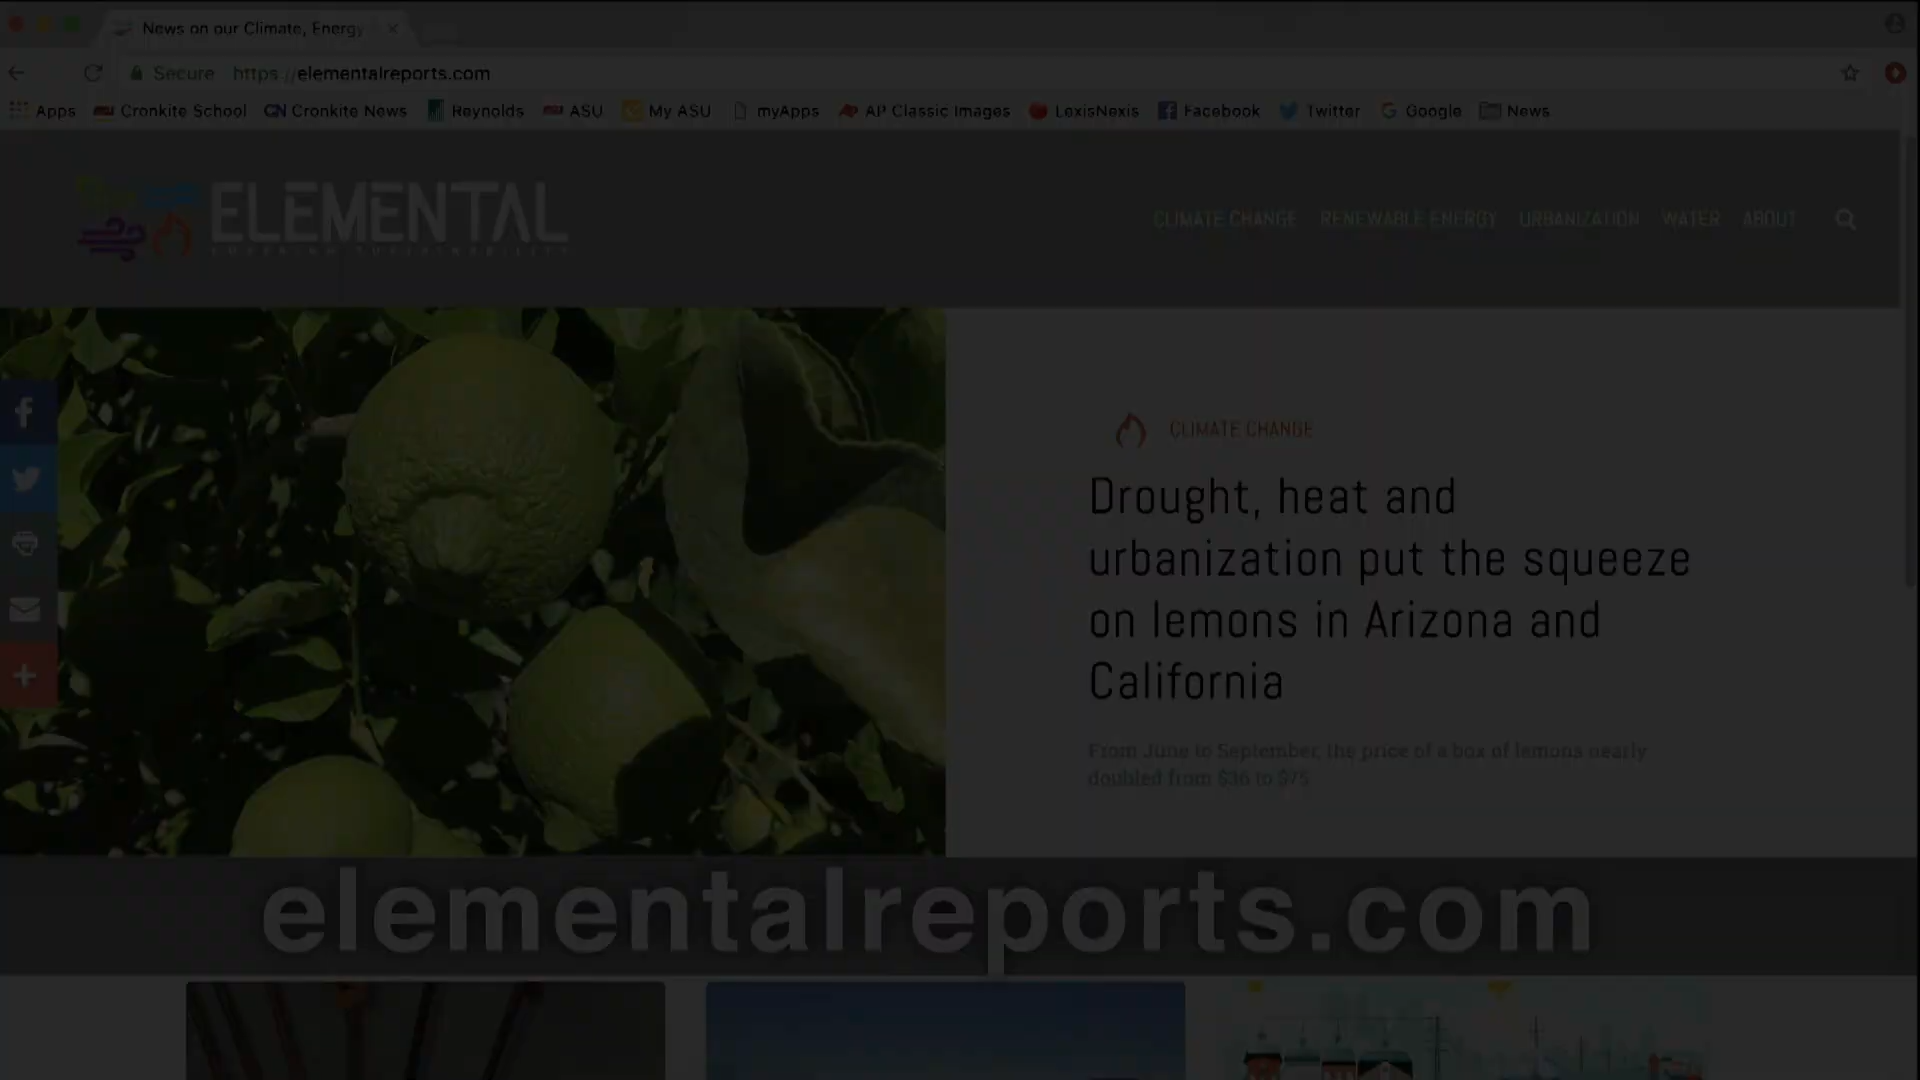 News on our Climate, Energy
Secure https://elementalreports.com
Apps Cronkite School Cronkite News Reynolds ASU My ASU myApps AP Classic Images LexisNexis Facebook Twitter Google News
ELEMENTAL
COVERING SUSTAINABILITY
CLIMATE CHANGE RENEWABLE ENERGY URBANIZATION WATER ABOUT
CLIMATE CHANGE
Drought, heat and
urbanization put the squeeze
on lemons in Arizona and
California
From June to September, the price of a box of lemons nearly
doubled from $36 to $75
elementalreports.com